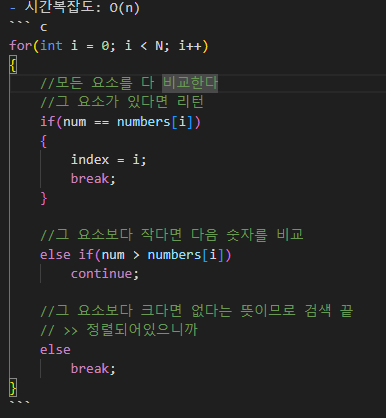 - 시간복잡도: O(n)
``` c
for(int i = 0; i < N; i++)
{
    //모든 요소를 다 비교한다
    //그 요소가 있다면 리턴
    if(num == numbers[i])
    {
        index = i;
        break;
    }
    //그 요소보다 작다면 다음 숫자를 비교
    else if(num > numbers[i])
        continue;
    //그 요소보다 크다면 없다는 뜻이므로 검색 끝
    // >> 정렬되어있으니까
    else
        break;
}
```